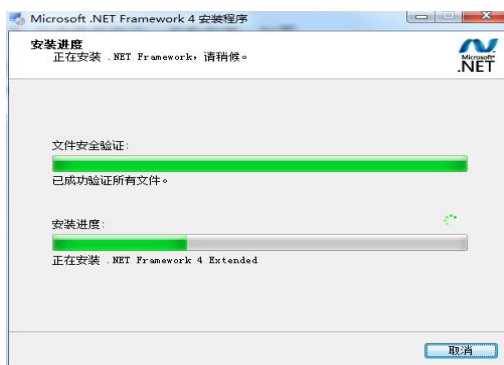 Microsoft .NET Framework 4 安装程序
安装进度
正在安装 .NET Framework，请稍候。
Microsoft
.NET
文件安全验证:
已成功验证所有文件。
安装进度:
正在安装 .NET Framework 4 Extended
取消